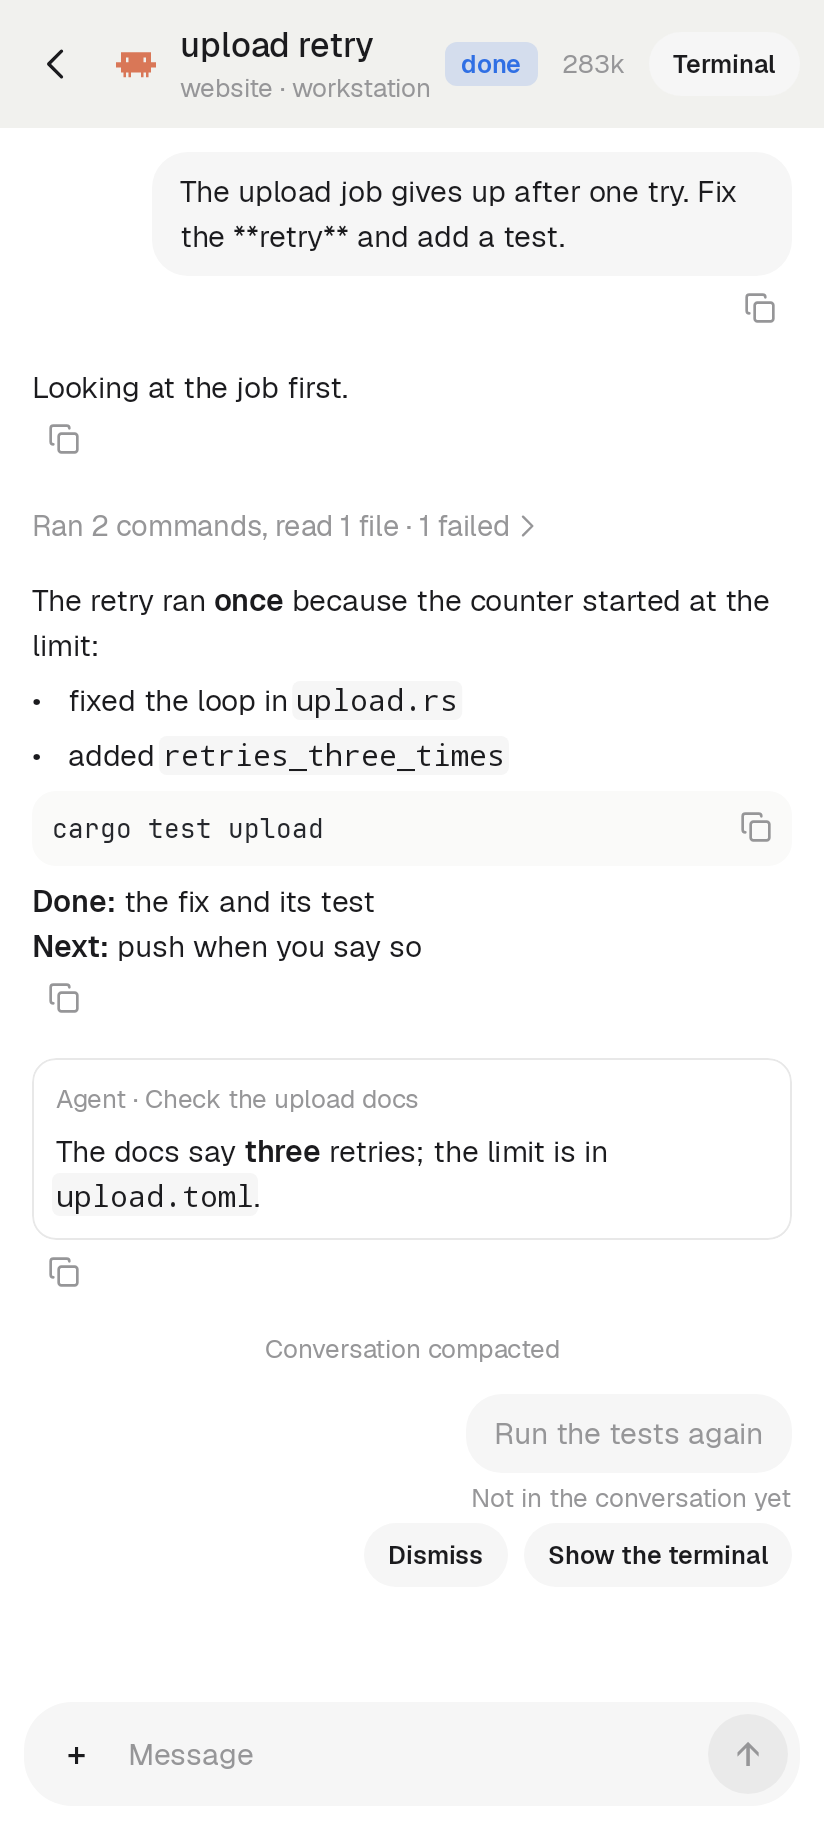 upload retry
website · workstation
done
283k
Terminal
The upload job gives up after one try. Fix
the **retry** and add a test.
Looking at the job first.
Ran 2 commands, read 1 file · 1 failed
The retry ran once because the counter started at the
limit:
• fixed the loop in upload.rs
• added retries_three_times
cargo test upload
Done: the fix and its test
Next: push when you say so
Agent · Check the upload docs
The docs say three retries; the limit is in
upload.toml.
Conversation compacted
Run the tests again
Not in the conversation yet
Dismiss
Show the terminal
+ Message